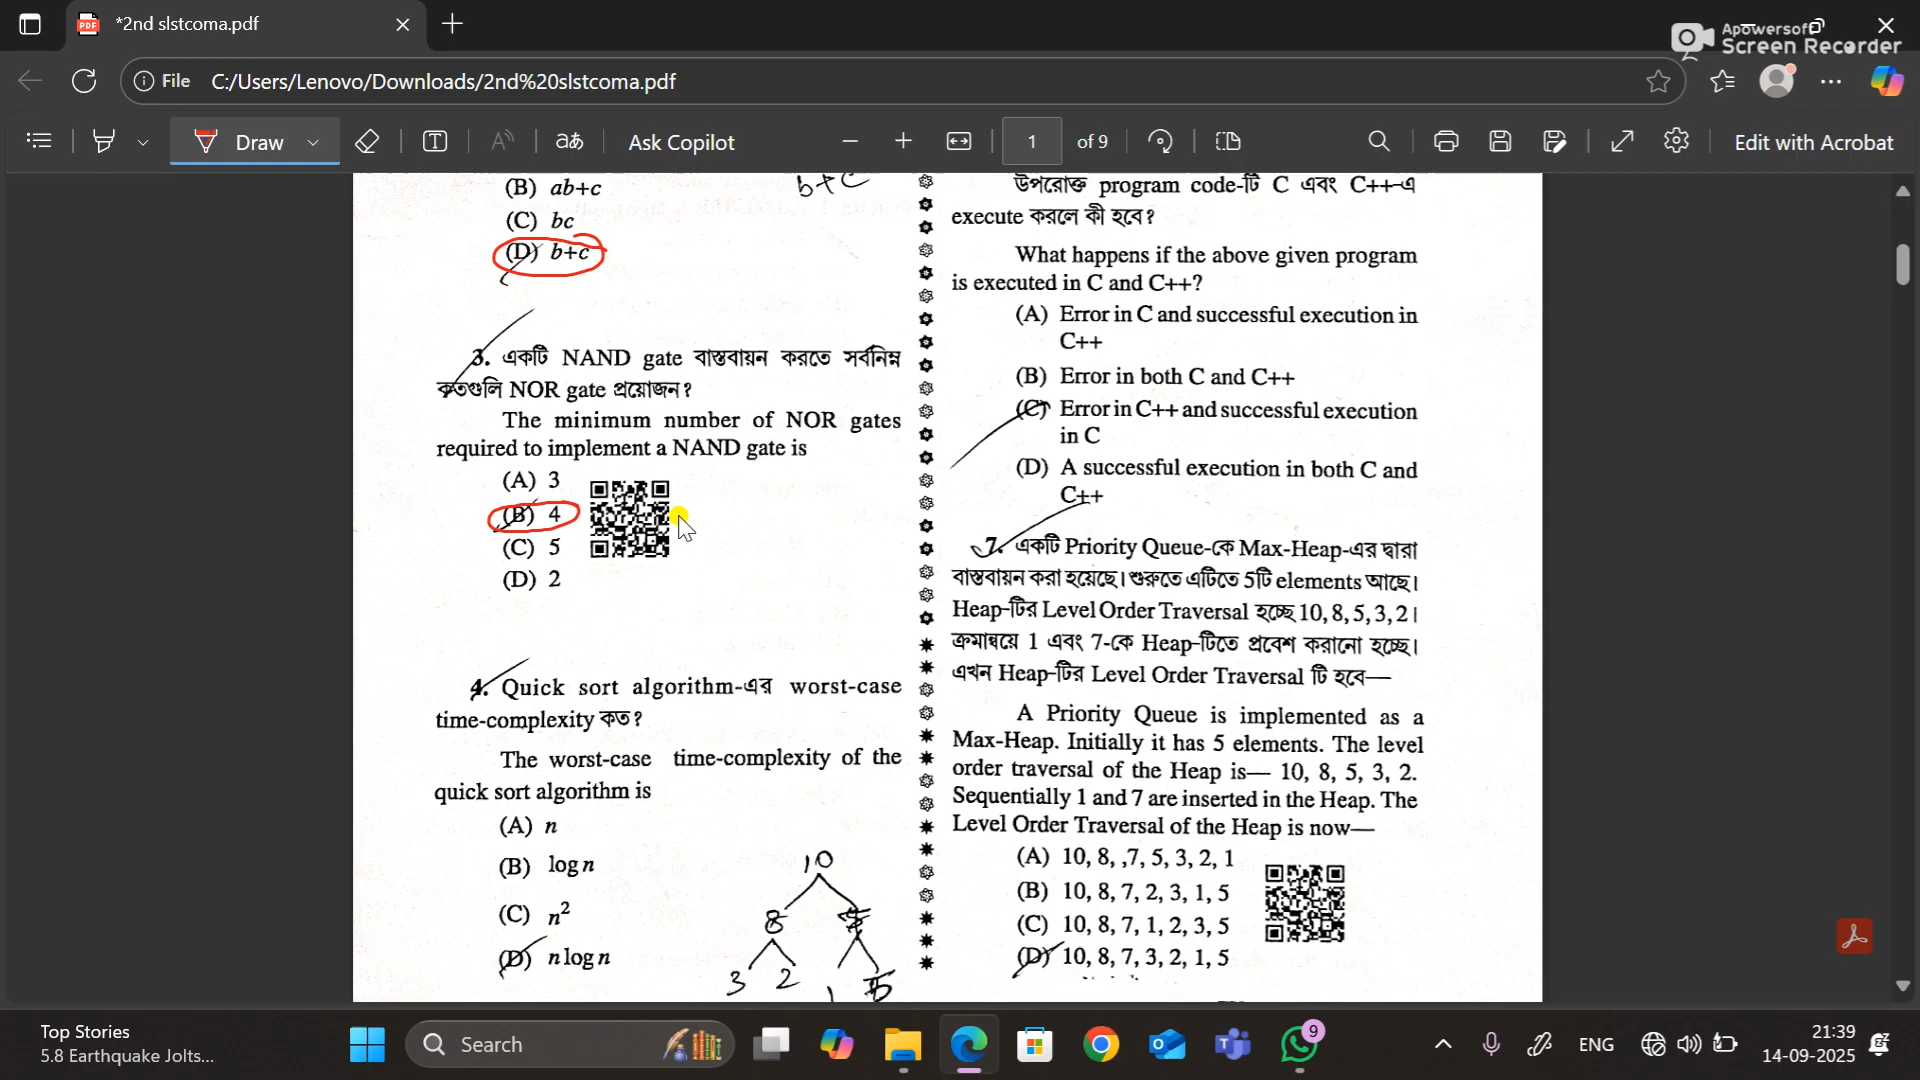 *2nd slstcoma.pdf
Apowersoft
Screen Recorder
File C:/Users/Lenovo/Downloads/2nd%20slstcoma.pdf
Draw
Ask Copilot
1 of 9
Edit with Acrobat
(B) ab+c
b+c
(C) bc
(D) b+c
3. একটি NAND gate বাস্তবায়ন করতে সর্বনিম্ন
কতগুলি NOR gate প্রয়োজন?
The minimum number of NOR gates
required to implement a NAND gate is
(A) 3
(B) 4
(C) 5
(D) 2
4. Quick sort algorithm-এর worst-case
time-complexity কত?
The worst-case time-complexity of the
quick sort algorithm is
(A) n
(B) log n
(C) n²
(D) n log n
10
8
3 2 1
উপরোক্ত program code-টি C এবং C++-এ
execute করলে কী হবে?
What happens if the above given program
is executed in C and C++?
(A) Error in C and successful execution in
C++
(B) Error in both C and C++
(C) Error in C++ and successful execution
in C
(D) A successful execution in both C and
C++
7. একটি Priority Queue-কে Max-Heap-এর দ্বারা
বাস্তবায়ন করা হয়েছে। শুরুতে এটিতে 5টি elements আছে।
Heap-টির Level Order Traversal হচ্ছে 10, 8, 5, 3, 2।
ক্রমান্বয়ে 1 এবং 7-কে Heap-টিতে প্রবেশ করানো হচ্ছে।
এখন Heap-টির Level Order Traversal টি হবে—
A Priority Queue is implemented as a
Max-Heap. Initially it has 5 elements. The level
order traversal of the Heap is— 10, 8, 5, 3, 2.
Sequentially 1 and 7 are inserted in the Heap. The
Level Order Traversal of the Heap is now—
(A) 10, 8, ,7, 5, 3, 2, 1
(B) 10, 8, 7, 2, 3, 1, 5
(C) 10, 8, 7, 1, 2, 3, 5
(D) 10, 8, 7, 3, 2, 1, 5
Top Stories
5.8 Earthquake Jolts...
Search
9
ENG
21:39
14-09-2025